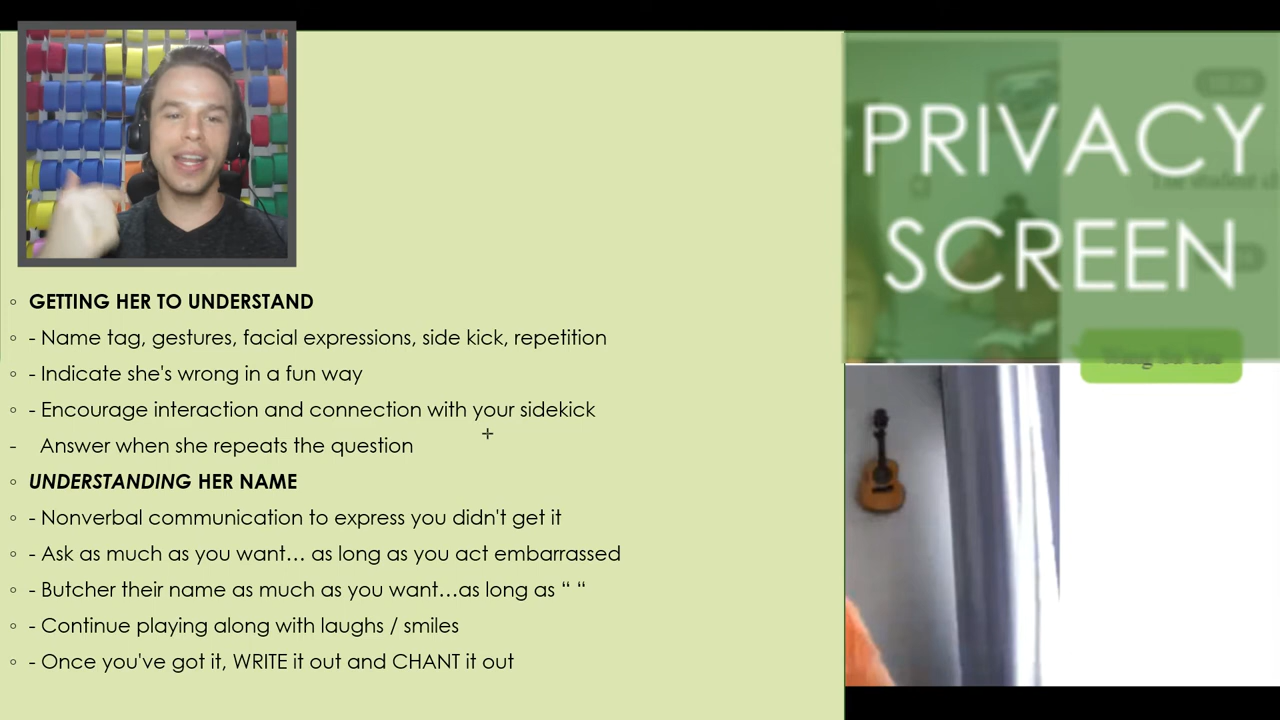 PRIVACY
SCREEN
GETTING HER TO UNDERSTAND
- Name tag, gestures, facial expressions, side kick, repetition
- Indicate she's wrong in a fun way
- Encourage interaction and connection with your sidekick
- Answer when she repeats the question
UNDERSTANDING HER NAME
- Nonverbal communication to express you didn't get it
- Ask as much as you want… as long as you act embarrassed
- Butcher their name as much as you want…as long as “ “
- Continue playing along with laughs / smiles
- Once you've got it, WRITE it out and CHANT it out